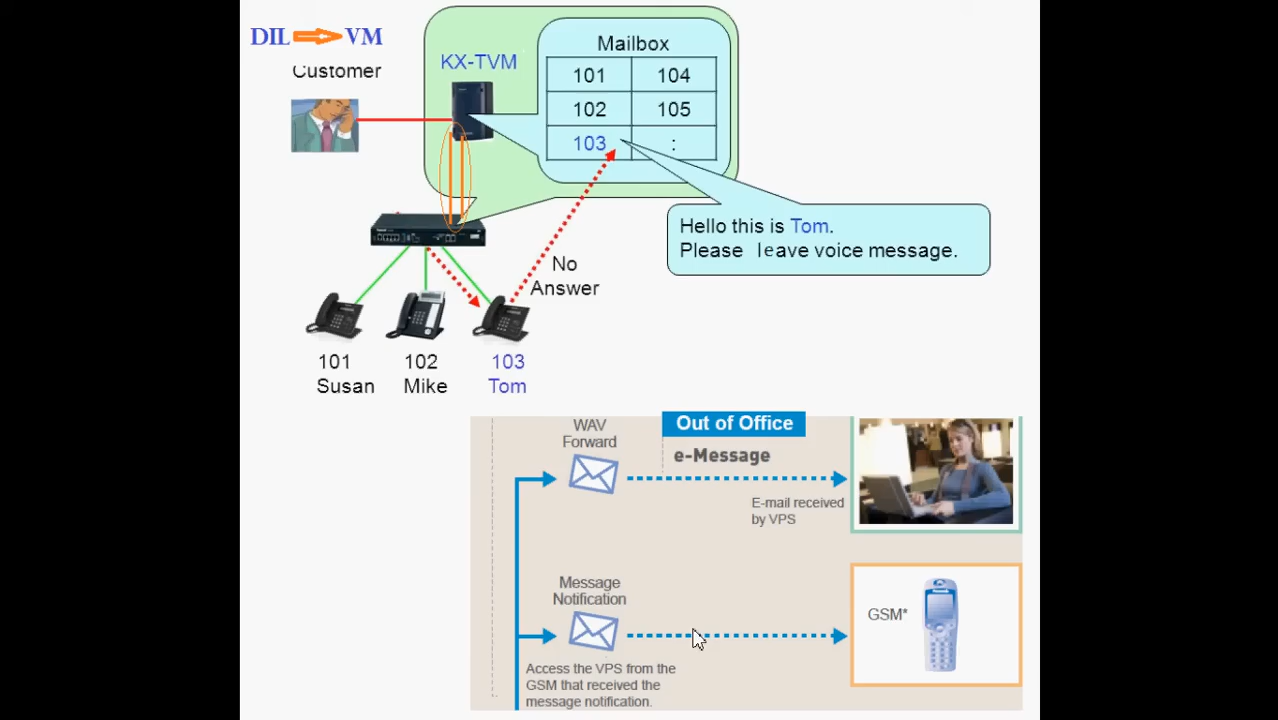 DIL VM
Customer
KX-TVM
Mailbox
101 104
102 105
103 :
Hello this is Tom.
Please leave voice message.
No
Answer
101 102 103
Susan Mike Tom
WAV
Forward
Out of Office
e-Message
E-mail received
by VPS
Message
Notification
GSM*
Access the VPS from the
GSM that received the
message notification.